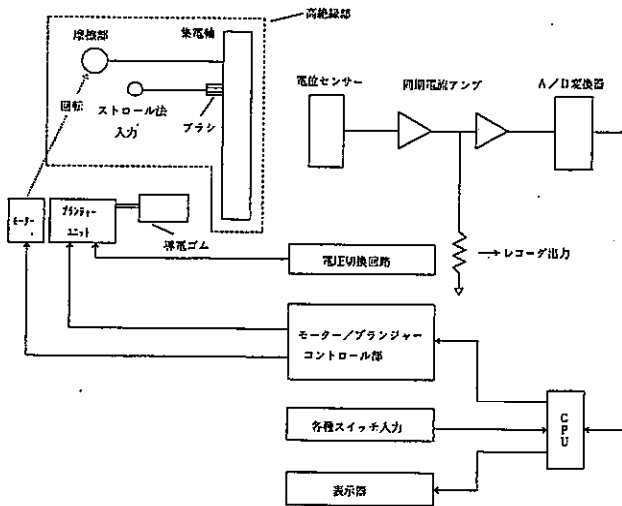 高絶縁部
摩擦部
集電軸
回転
ストロール法
入力
ブラシ
電位センサー
同期電流アンプ
A/D変換器
モーター
プランジャー
ユニット
導電ゴム
レコーダ出力
電圧切換回路
モーター/プランジャー
コントロール部
各種スイッチ入力
CPU
表示器